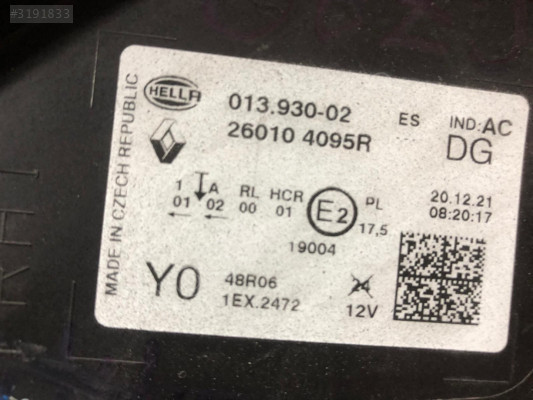 #3191833
MADE IN CZECH REPUBLIC
HELLA
013.930-02 ES IND:AC
26010 4095R DG
1 A RL HCR PL
01 02 00 01 E2 17,5
19004
20.12.21
08:20:17
Y0 48R06
1EX.2472
24
12V